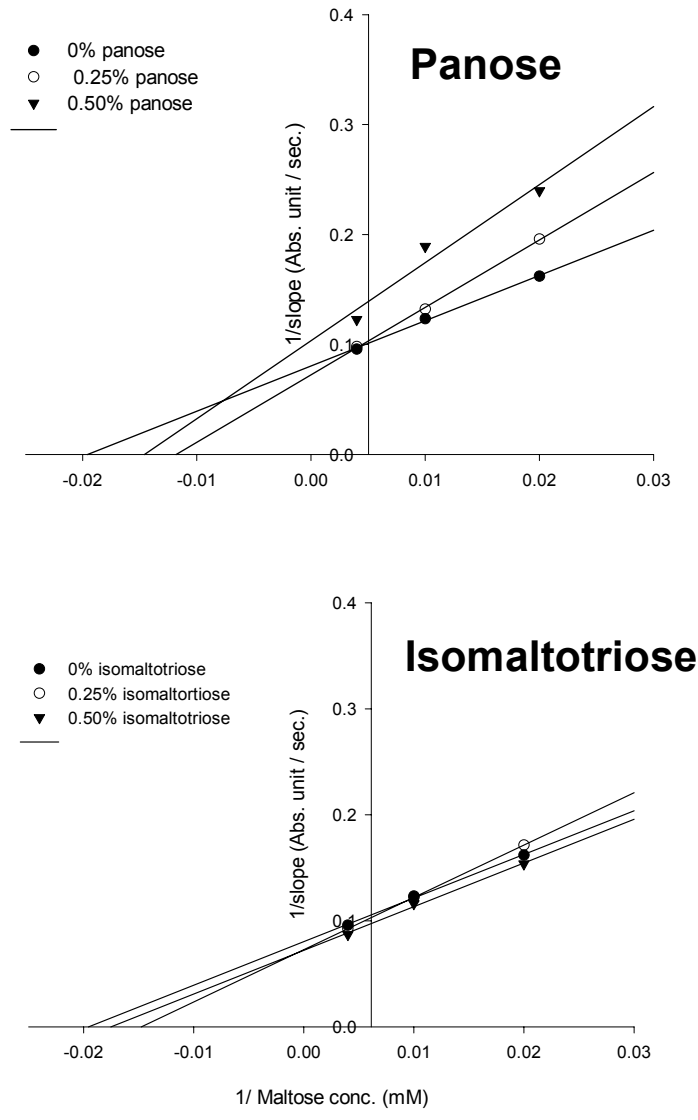 Panose
0% panose
0.25% panose
0.50% panose
1/slope (Abs. unit / sec.)
0.4
0.3
0.2
0.1
0.0
-0.02 -0.01 0.00 0.01 0.02 0.03
Isomaltotriose
0% isomaltotriose
0.25% isomaltortiose
0.50% isomaltotriose
1/slope (Abs. unit / sec.)
0.4
0.3
0.2
0.1
0.0
-0.02 -0.01 0.00 0.01 0.02 0.03
1/ Maltose conc. (mM)